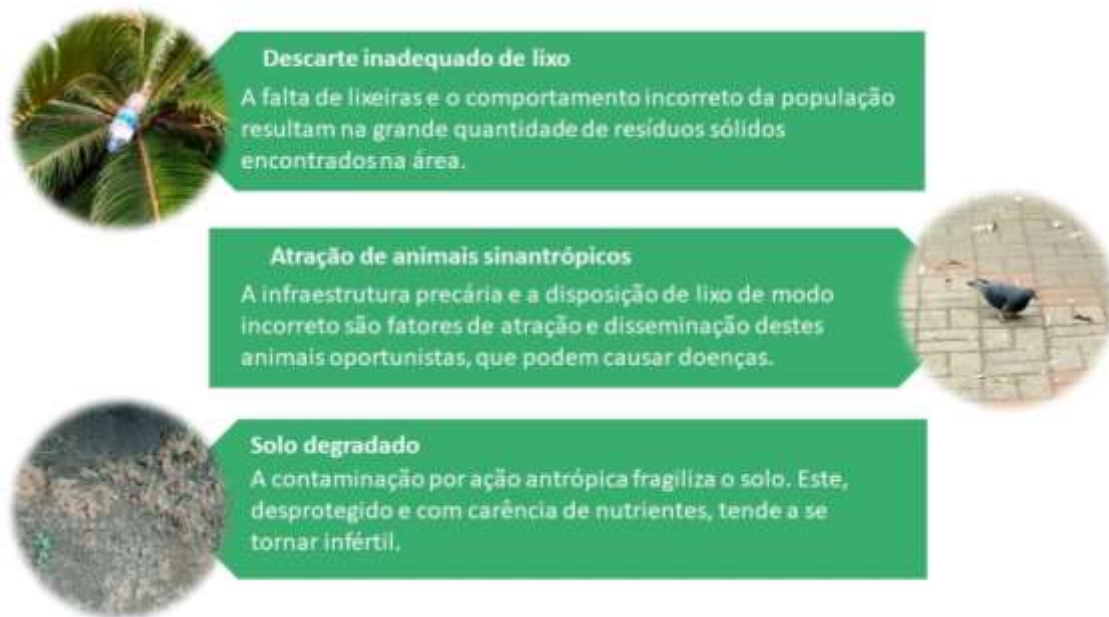 Descarte inadequado de lixo
A falta de lixeiras e o comportamento incorreto da população
resultam na grande quantidade de resíduos sólidos
encontrados na área.
Atração de animais sinantrópicos
A infraestrutura precária e a disposição de lixo de modo
incorreto são fatores de atração e disseminação destes
animais oportunistas, que podem causar doenças.
Solo degradado
A contaminação por ação antrópica fragiliza o solo. Este,
desprotegido e com carência de nutrientes, tende a se
tornar infértil.